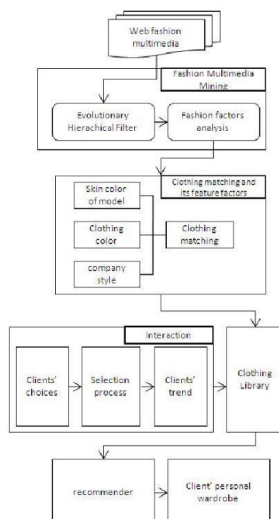 Web fashion
multimedia
Fashion Multimedia
Mining
Evolutionary
Hierachical Filter
Fashion factors
analysis
Clothing matching and
its feature factors
Skin color
of model
Clothing
color
Clothing
matching
company
style
Interaction
Clients'
choices
Selection
process
Clients'
trend
Clothing
Library
recommender
Client' personal
wardrobe